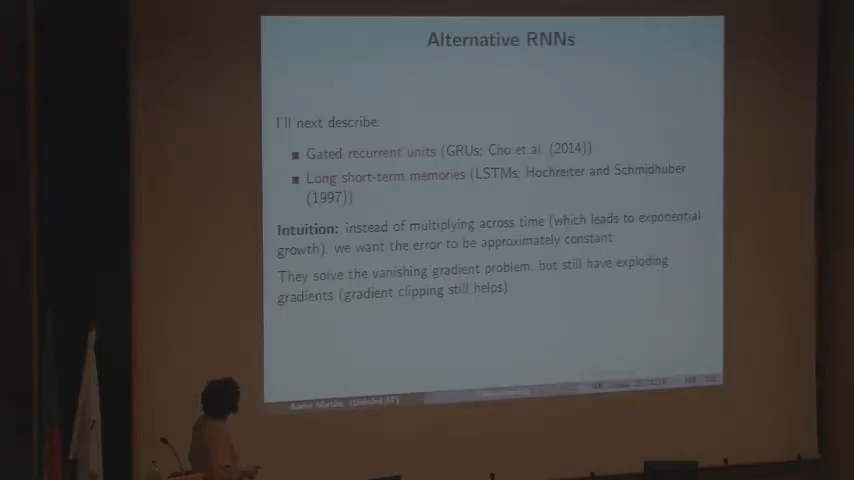 Alternative RNNs
I'll next describe:
Gated recurrent units (GRUs; Cho et al. (2014))
Long short-term memories (LSTMs; Hochreiter and Schmidhuber
(1997))
Intuition: instead of multiplying across time (which leads to exponential
growth), we want the error to be approximately constant
They solve the vanishing gradient problem, but still have exploding
gradients (gradient clipping still helps)